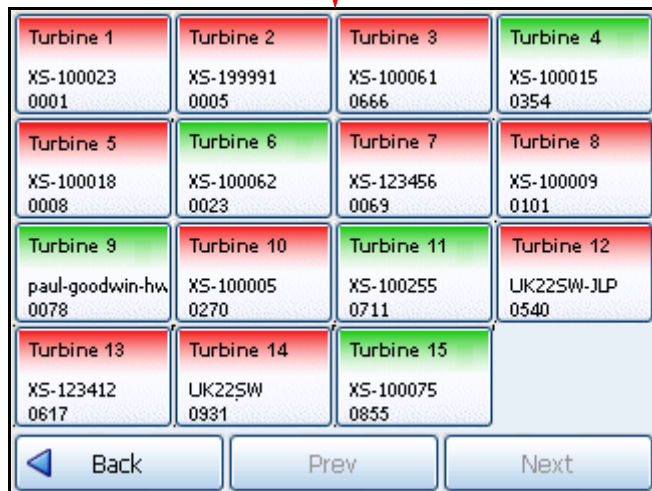 Turbine 1
XS-100023
0001
Turbine 2
XS-199991
0005
Turbine 3
XS-100061
0666
Turbine 4
XS-100015
0354
Turbine 5
XS-100018
0008
Turbine 6
XS-100062
0023
Turbine 7
XS-123456
0069
Turbine 8
XS-100009
0101
Turbine 9
paul-goodwin-hw
0078
Turbine 10
XS-100005
0270
Turbine 11
XS-100255
0711
Turbine 12
UK22SW-JLP
0540
Turbine 13
XS-123412
0617
Turbine 14
UK22SW
0931
Turbine 15
XS-100075
0855
Back
Prev
Next